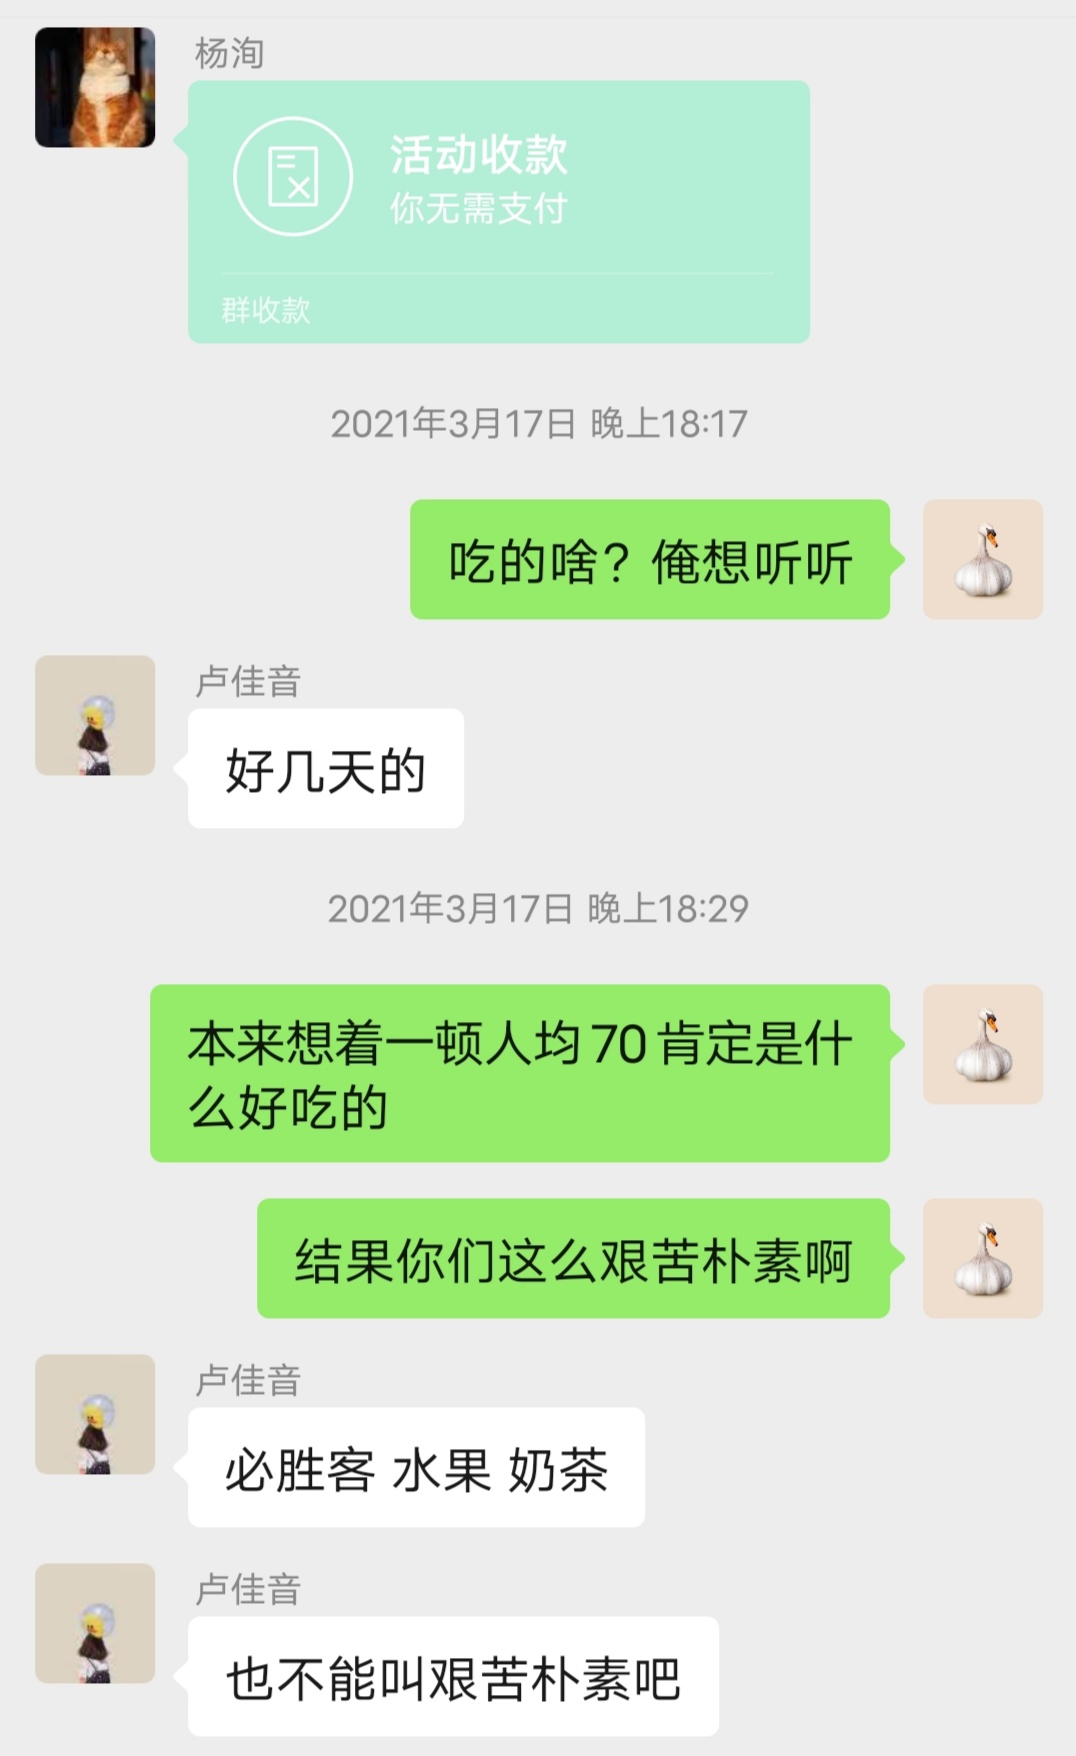 杨洵
活动收款
你无需支付
群收款
2021年3月17日 晚上18:17
吃的啥？俺想听听
卢佳音
好几天的
2021年3月17日 晚上18:29
本来想着一顿人均70肯定是什
么好吃的
结果你们这么艰苦朴素啊
卢佳音
必胜客 水果 奶茶
卢佳音
也不能叫艰苦朴素吧